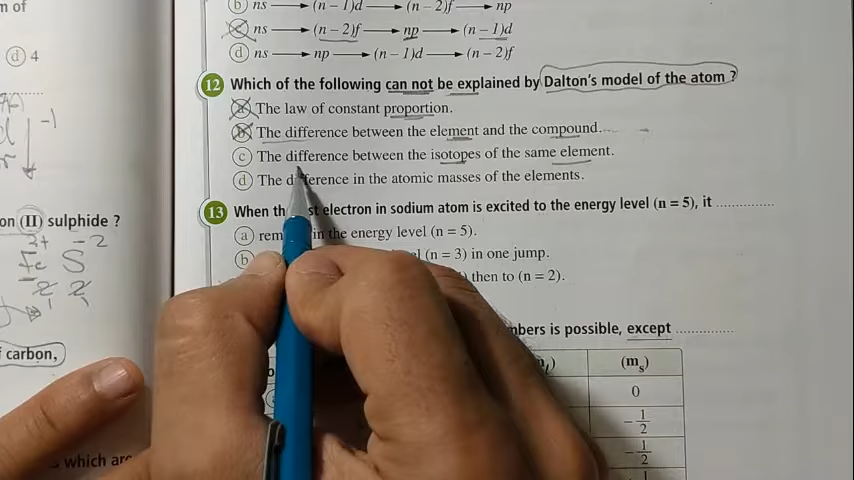 m of
b ns → (n – 1)d → (n – 2)f → np
c ns → (n – 2)f → np → (n – 1)d
d 4
d ns → np → (n – 1)d → (n – 2)f
12 Which of the following can not be explained by Dalton's model of the atom ?
a The law of constant proportion.
b The difference between the element and the compound.
c The difference between the isotopes of the same element.
d The difference in the atomic masses of the elements.
13 When th st electron in sodium atom is excited to the energy level (n = 5), it
a rem in the energy level (n = 5).
b (n = 3) in one jump.
then to (n = 2).
on (II) sulphide ?
2+ –2
Fe S
2 2
mbers is possible, except
carbon,
(mₛ)
0
– 1/2
– 1/2
which are